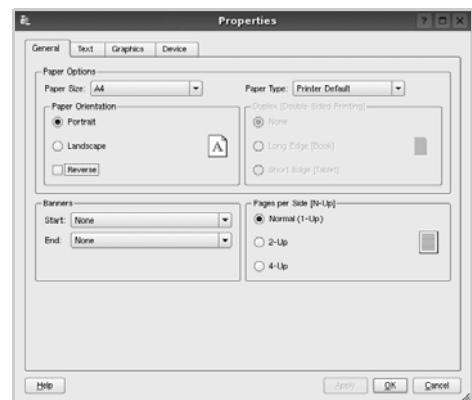 Properties
General Text Graphics Device
Paper Options
Paper Size: A4
Paper Type: Printer Default
Paper Orientation
Portrait
Landscape
Reverse
A
Duplex [Double-Sided Printing]
None
Long Edge [Book]
Short Edge [Tablet]
Banners
Start: None
End: None
Pages per Side [N-Up]
Normal (1-Up)
2-Up
4-Up
Help Apply OK Cancel